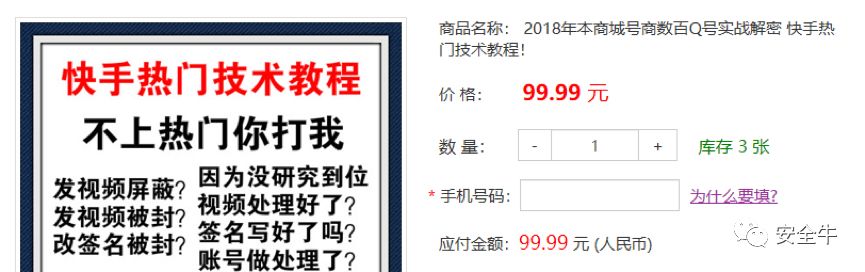 快手热门技术教程
不上热门你打我
发视频屏蔽?
发视频被封?
改签名被封?
因为没研究到位
视频处理好了?
签名写好了吗?
账号做处理了?
商品名称: 2018年本商城号商数百Q号实战解密 快手热
门技术教程!
价 格: 99.99 元
数 量: - 1 + 库存 3 张
* 手机号码: 为什么要填?
应付金额: 99.99 元 (人民币)
安全牛